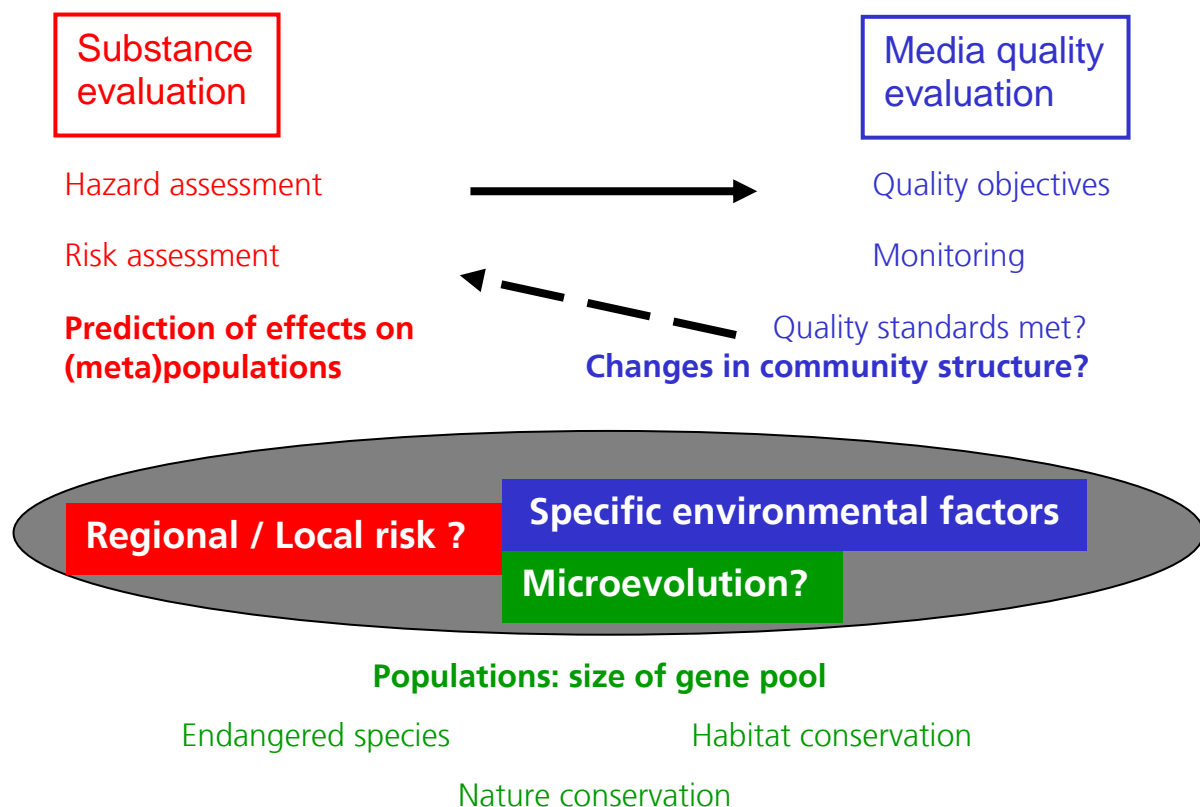 Substance
evaluation
Media quality
evaluation
Hazard assessment
Quality objectives
Risk assessment
Monitoring
Prediction of effects on
(meta)populations
Quality standards met?
Changes in community structure?
Regional / Local risk ?
Specific environmental factors
Microevolution?
Populations: size of gene pool
Endangered species
Habitat conservation
Nature conservation